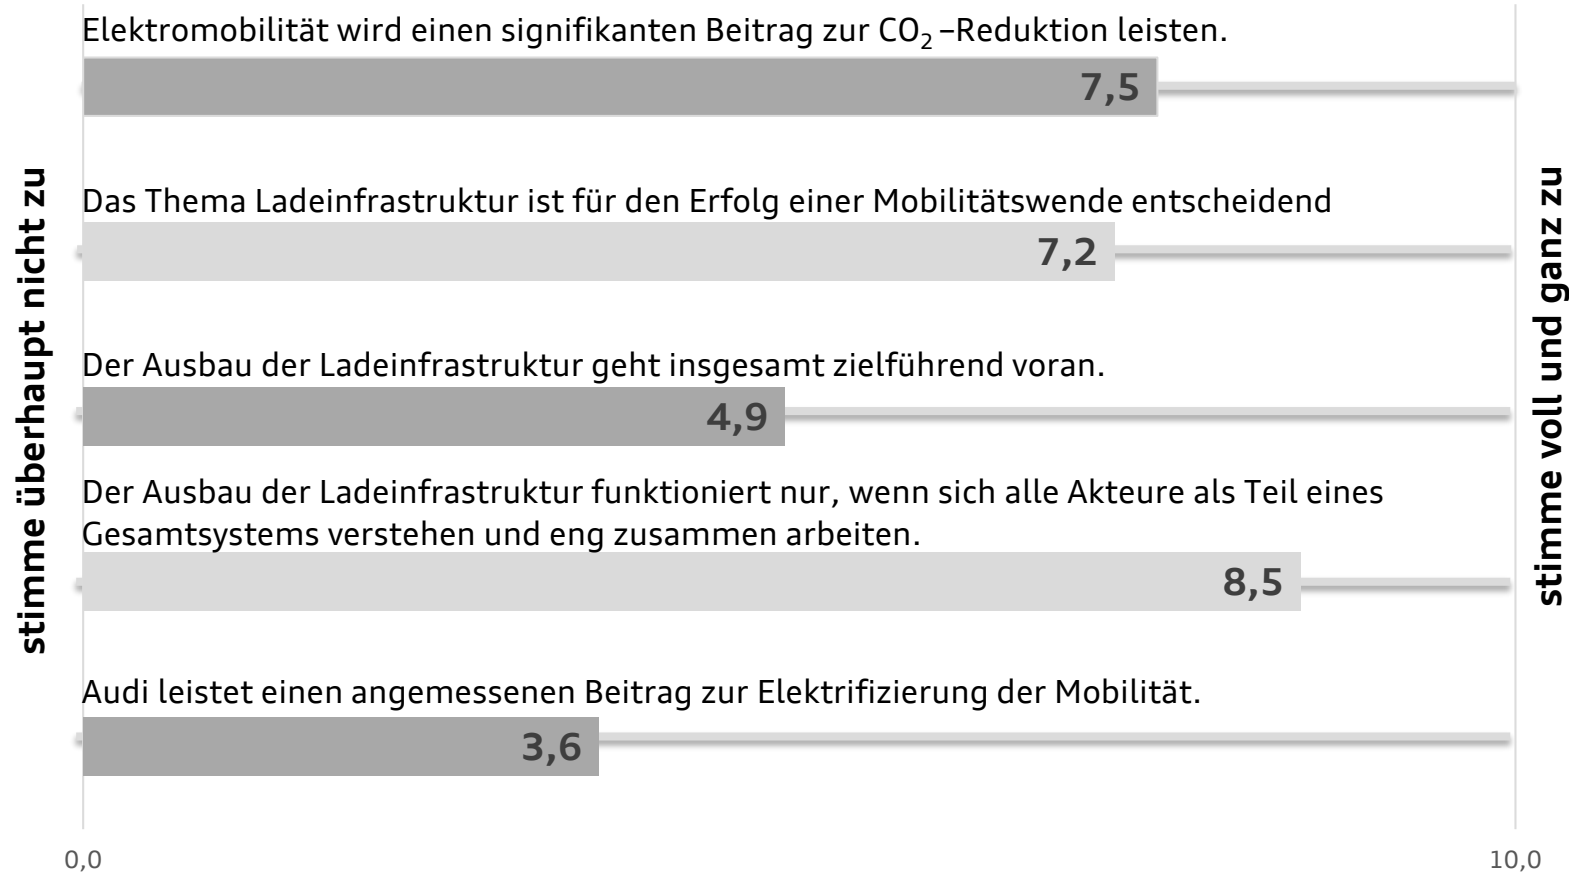 Elektromobilität wird einen signifikanten Beitrag zur CO₂ –Reduktion leisten.
7,5
Das Thema Ladeinfrastruktur ist für den Erfolg einer Mobilitätswende entscheidend
7,2
Der Ausbau der Ladeinfrastruktur geht insgesamt zielführend voran.
4,9
Der Ausbau der Ladeinfrastruktur funktioniert nur, wenn sich alle Akteure als Teil eines
Gesamtsystems verstehen und eng zusammen arbeiten.
8,5
Audi leistet einen angemessenen Beitrag zur Elektrifizierung der Mobilität.
3,6
0,0
10,0
stimme überhaupt nicht zu
stimme voll und ganz zu